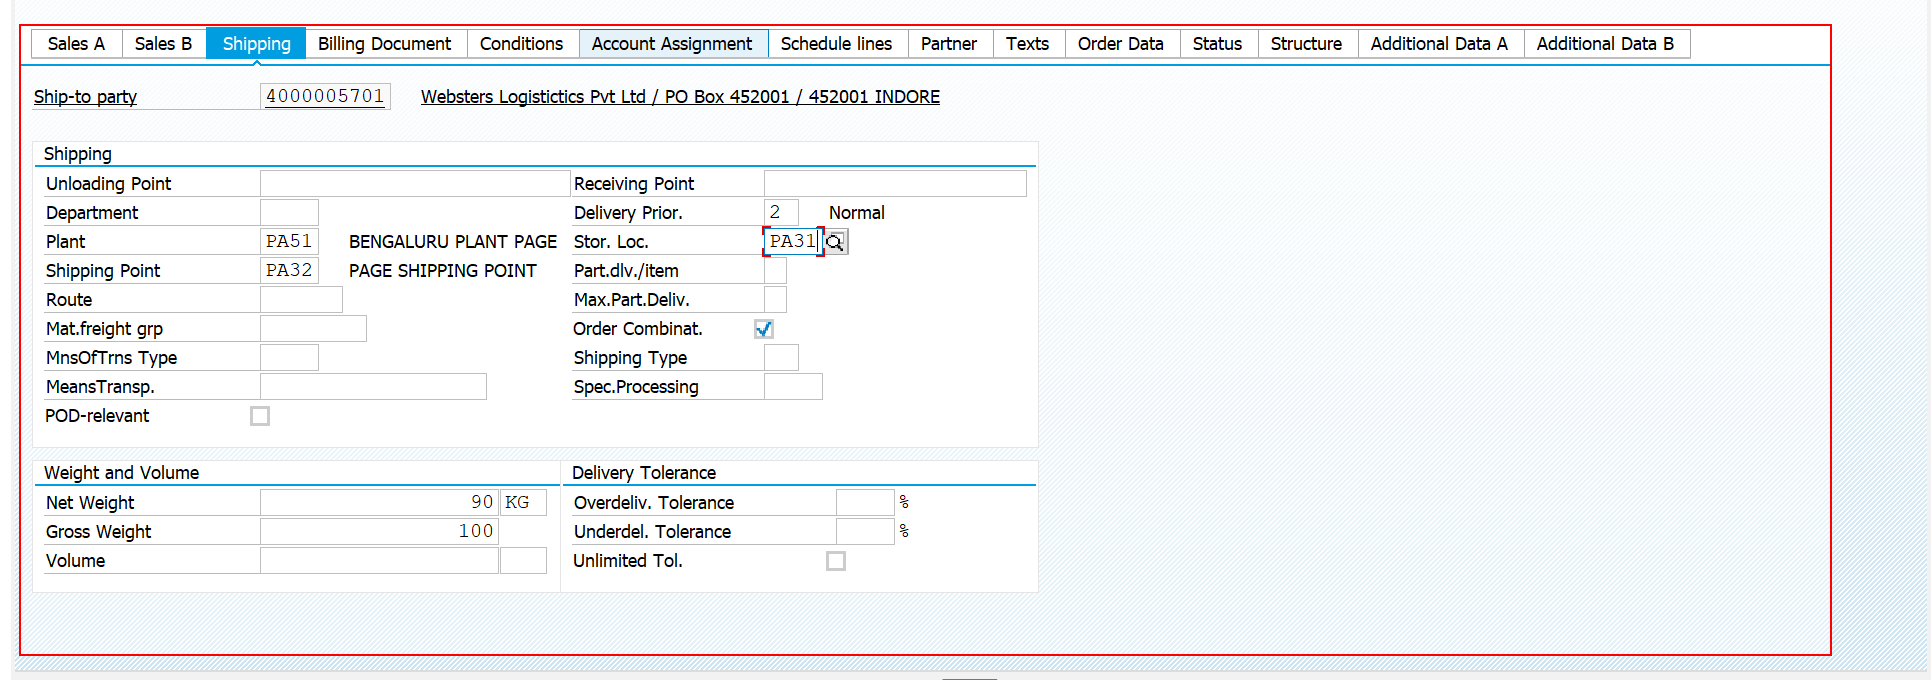 Sales A Sales B Shipping Billing Document Conditions Account Assignment Schedule lines Partner Texts Order Data Status Structure Additional Data A Additional Data B
Ship-to party 4000005701 Websters Logistictics Pvt Ltd / PO Box 452001 / 452001 INDORE
Shipping
Unloading Point Receiving Point
Department Delivery Prior. 2 Normal
Plant PA51 BENGALURU PLANT PAGE Stor. Loc. PA31
Shipping Point PA32 PAGE SHIPPING POINT Part.dlv./item
Route Max.Part.Deliv.
Mat.freight grp Order Combinat.
MnsOfTrns Type Shipping Type
MeansTransp. Spec.Processing
POD-relevant
Weight and Volume Delivery Tolerance
Net Weight 90 KG Overdeliv. Tolerance %
Gross Weight 100 Underdel. Tolerance %
Volume Unlimited Tol.